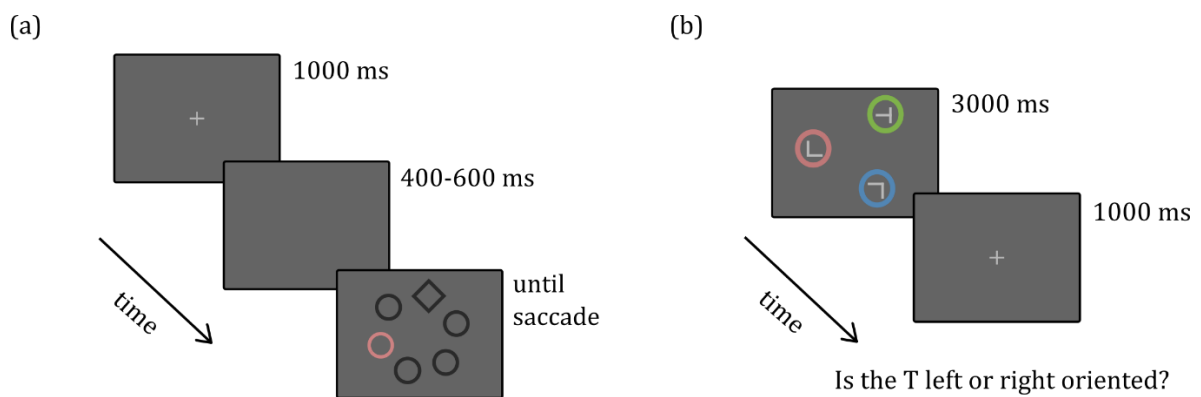 (a)
1000 ms
400-600 ms
until
saccade
time
(b)
3000 ms
T
L
L
1000 ms
time
Is the T left or right oriented?